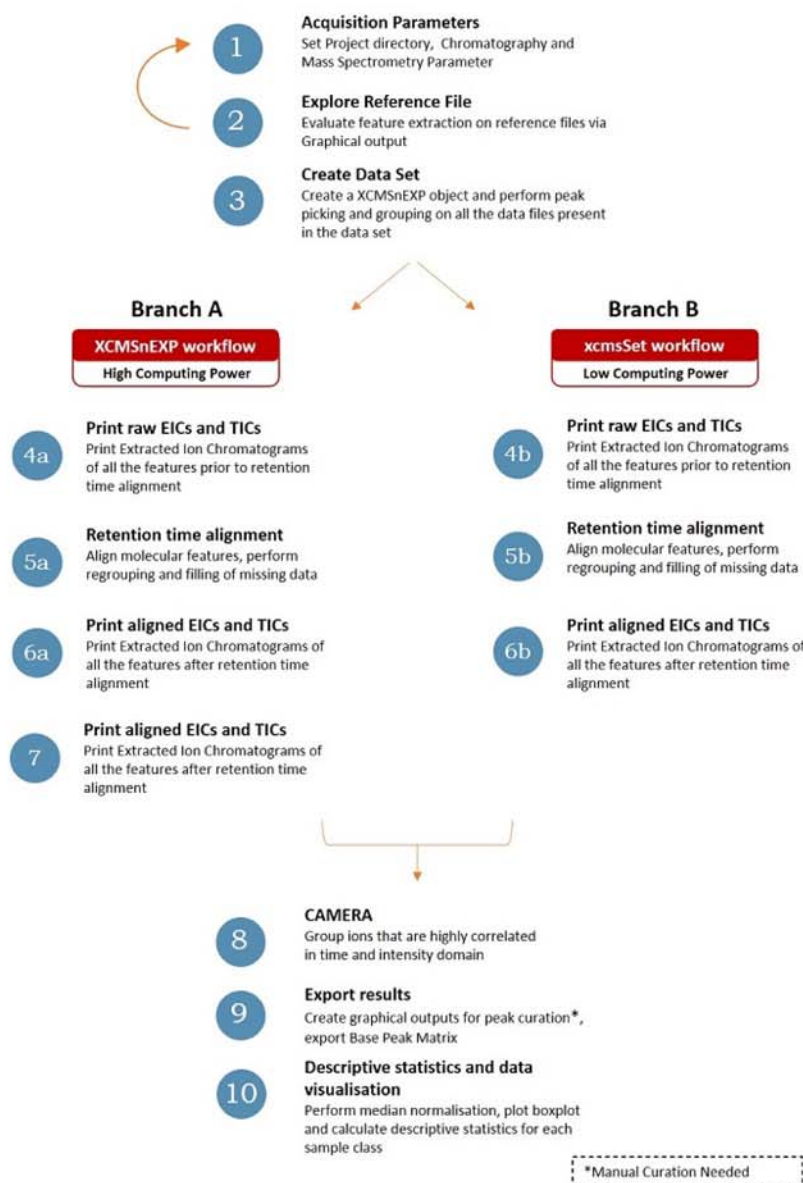 1
Acquisition Parameters
Set Project directory, Chromatography and
Mass Spectrometry Parameter
2
Explore Reference File
Evaluate feature extraction on reference files via
Graphical output
3
Create Data Set
Create a XCMSnEXP object and perform peak
picking and grouping on all the data files present
in the data set
Branch A
XCMSnEXP workflow
High Computing Power
4a
Print raw EICs and TICs
Print Extracted Ion Chromatograms
of all the features prior to retention
time alignment
5a
Retention time alignment
Align molecular features, perform
regrouping and filling of missing data
6a
Print aligned EICs and TICs
Print Extracted Ion Chromatograms of
all the features after retention time
alignment
7
Print aligned EICs and TICs
Print Extracted Ion Chromatograms of
all the features after retention time
alignment
Branch B
xcmsSet workflow
Low Computing Power
4b
Print raw EICs and TICs
Print Extracted Ion Chromatograms
of all the features prior to retention
time alignment
5b
Retention time alignment
Align molecular features, perform
regrouping and filling of missing data
6b
Print aligned EICs and TICs
Print Extracted Ion Chromatograms of
all the features after retention time
alignment
8
CAMERA
Group ions that are highly correlated
in time and intensity domain
9
Export results
Create graphical outputs for peak curation*,
export Base Peak Matrix
10
Descriptive statistics and data
visualisation
Perform median normalisation, plot boxplot
and calculate descriptive statistics for each
sample class
*Manual Curation Needed